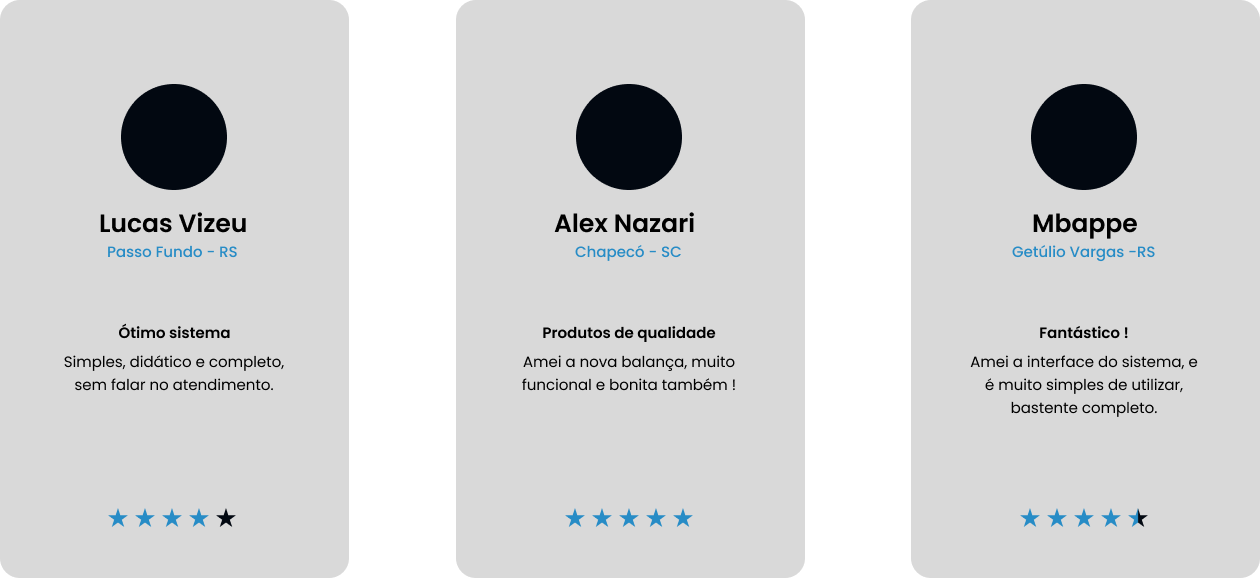 Lucas Vizeu
Passo Fundo - RS
Ótimo sistema
Simples, didático e completo,
sem falar no atendimento.
Alex Nazari
Chapecó - SC
Produtos de qualidade
Amei a nova balança, muito
funcional e bonita também !
Mbappe
Getúlio Vargas -RS
Fantástico !
Amei a interface do sistema, e
é muito simples de utilizar,
bastente completo.